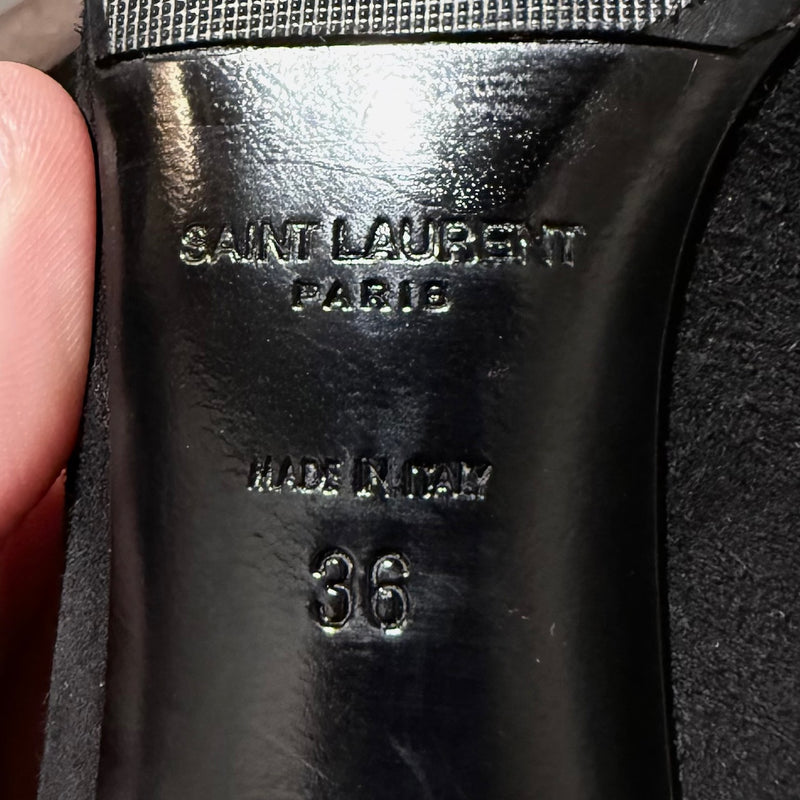 SAINT LAURENT
PARIS
MADE IN ITALY
36